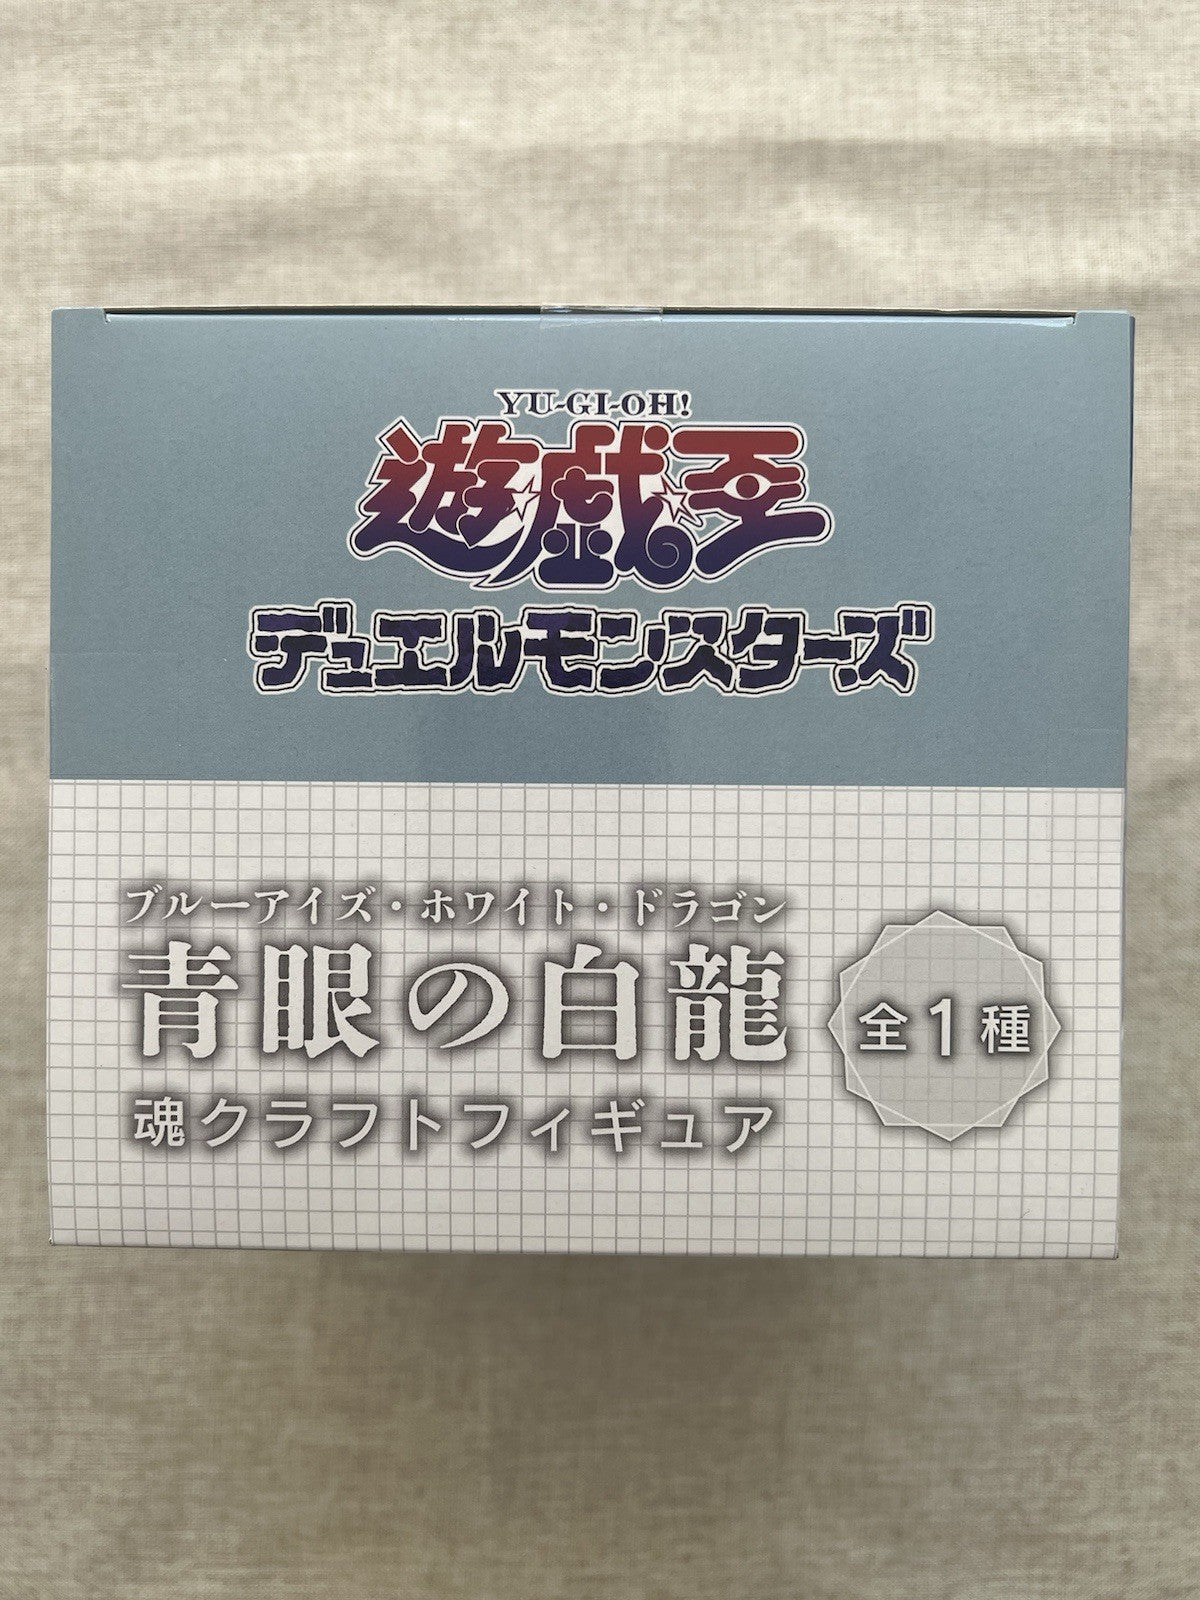 YU-GI-OH!
遊☆戯☆王
デュエルモンスターズ
ブルーアイズ・ホワイト・ドラゴン
青眼の白龍
魂クラフトフィギュア
全1種